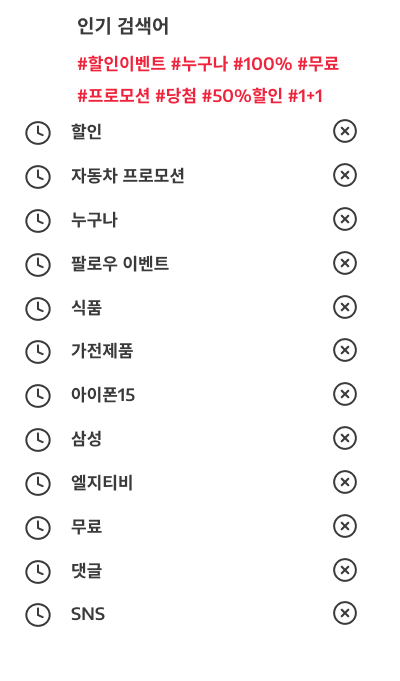 인기 검색어
#할인이벤트 #누구나 #100% #무료
#프로모션 #당첨 #50%할인 #1+1
할인
자동차 프로모션
누구나
팔로우 이벤트
식품
가전제품
아이폰15
삼성
엘지티비
무료
댓글
SNS